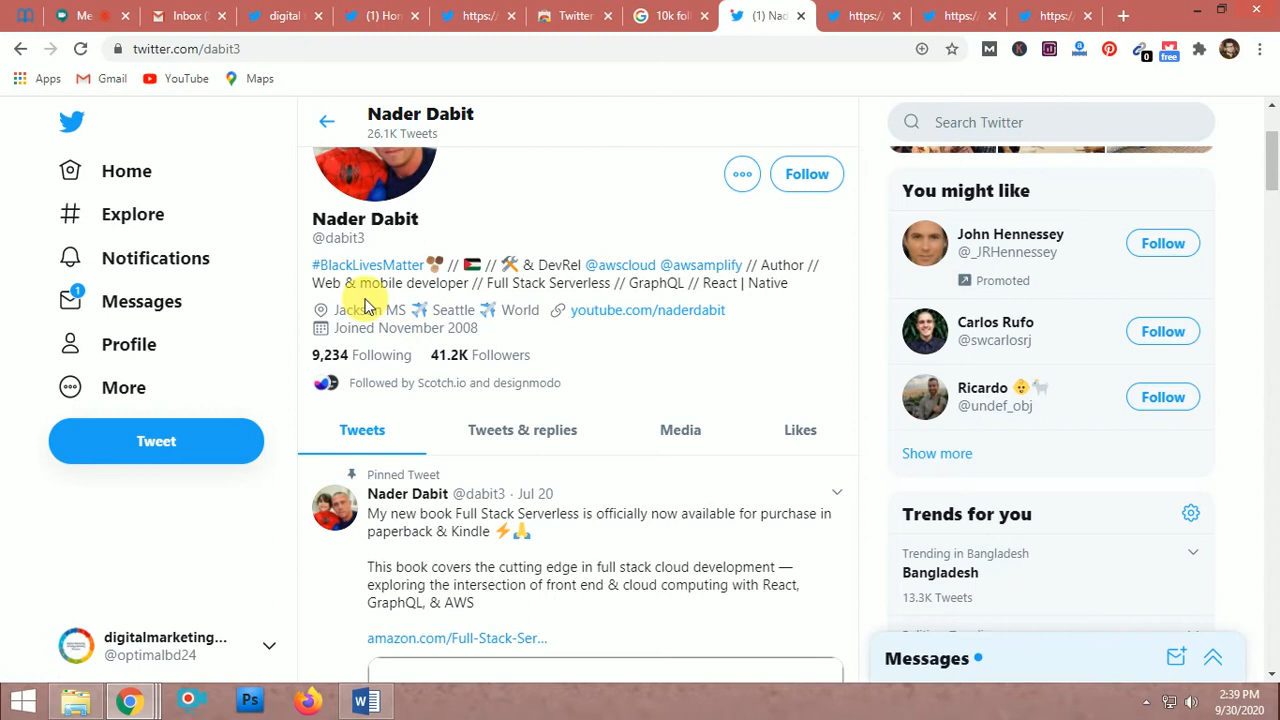 Me
Inbox (
digital
(1) Hor
https:/
Twitter
10k foll
(1) Nad
https:/
https:/
https:/
twitter.com/dabit3
0
free
Apps
Gmail
YouTube
Maps
Home
Explore
Notifications
1
Messages
Profile
More
Tweet
digitalmarketing...
@optimalbd24
Nader Dabit
26.1K Tweets
Follow
Nader Dabit
@dabit3
#BlackLivesMatter // // & DevRel @awscloud @awsamplify // Author //
Web & mobile developer // Full Stack Serverless // GraphQL // React | Native
Jackson MS Seattle World youtube.com/naderdabit
Joined November 2008
9,234 Following 41.2K Followers
Followed by Scotch.io and designmodo
Tweets Tweets & replies Media Likes
Pinned Tweet
Nader Dabit @dabit3 · Jul 20
My new book Full Stack Serverless is officially now available for purchase in
paperback & Kindle
This book covers the cutting edge in full stack cloud development —
exploring the intersection of front end & cloud computing with React,
GraphQL, & AWS
amazon.com/Full-Stack-Ser...
Search Twitter
You might like
John Hennessey
@_JRHennessey
Follow
Promoted
Carlos Rufo
@swcarlosrj
Follow
Ricardo
@undef_obj
Follow
Show more
Trends for you
Trending in Bangladesh
Bangladesh
13.3K Tweets
Messages
Ps
2:39 PM
9/30/2020